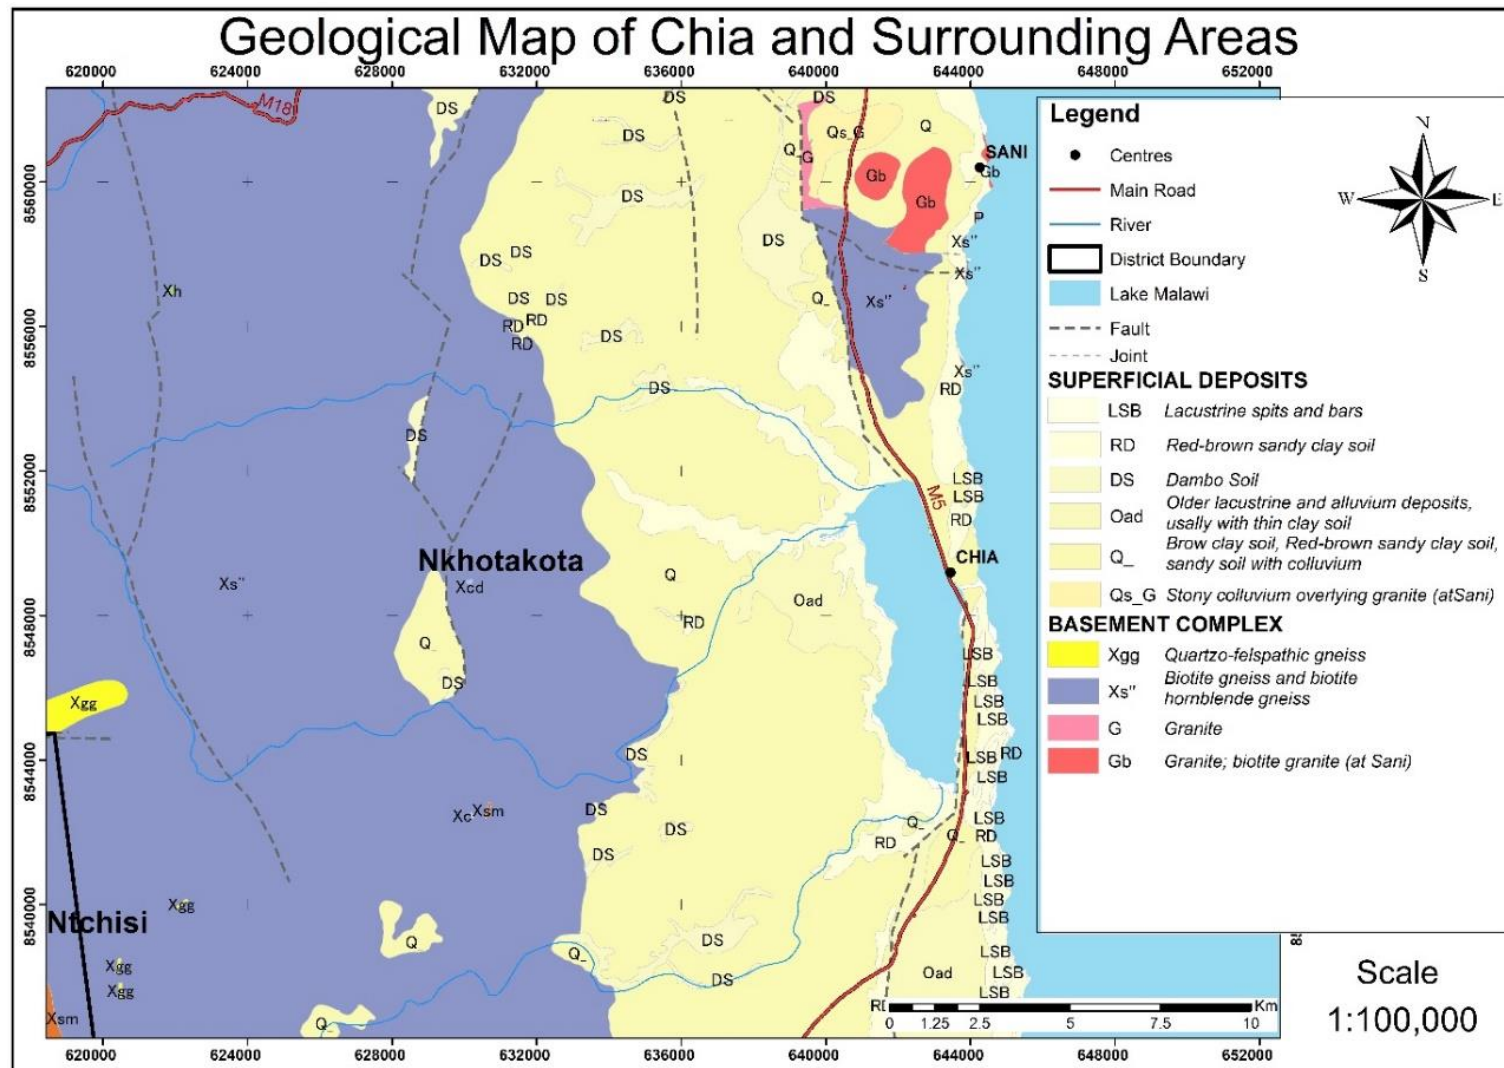 Geological Map of Chia and Surrounding Areas
620000 624000 628000 632000 636000 640000 644000 648000 652000
8560000
8556000
8552000
8548000
8544000
8540000
M18
DS
DS
DS
DS
DS
Qs_G
Q
Q_G
SANI
Gb
Gb
Gb
P
Xs"
Xs"
DS
DS
DS
DS
Xh
DS
DS
RD
RD
RD
DS
Q_
Xs"
Xs"
RD
DS
DS
LSB
LSB
M5
RD
CHIA
Nkhotakota
Xs"
Xcd
Q
Oad
RD
Q_
DS
LSB
LSB
LSB
LSB
Xgg
DS
LSB
RD
LSB
Xc
Xsm
DS
DS
DS
Q_
LSB
Q_
RD
RD
LSB
LSB
LSB
LSB
Xgg
Ntchisi
Q
Q_
DS
DS
LSB
Oad
LSB
LSB
Xgg
Xgg
Xsm
Q_
0 1.25 2.5 5 7.5 10
Km
620000 624000 628000 632000 636000 640000 644000 648000 652000
Legend
Centres
Main Road
River
District Boundary
Lake Malawi
Fault
Joint
SUPERFICIAL DEPOSITS
LSB Lacustrine spits and bars
RD Red-brown sandy clay soil
DS Dambo Soil
Oad Older lacustrine and alluvium deposits,
usally with thin clay soil
Q_ Brow clay soil, Red-brown sandy clay soil,
sandy soil with colluvium
Qs_G Stony colluvium overlying granite (atSani)
BASEMENT COMPLEX
Xgg Quartzo-felspathic gneiss
Xs" Biotite gneiss and biotite
hornblende gneiss
G Granite
Gb Granite; biotite granite (at Sani)
N
W
E
S
Scale
1:100,000